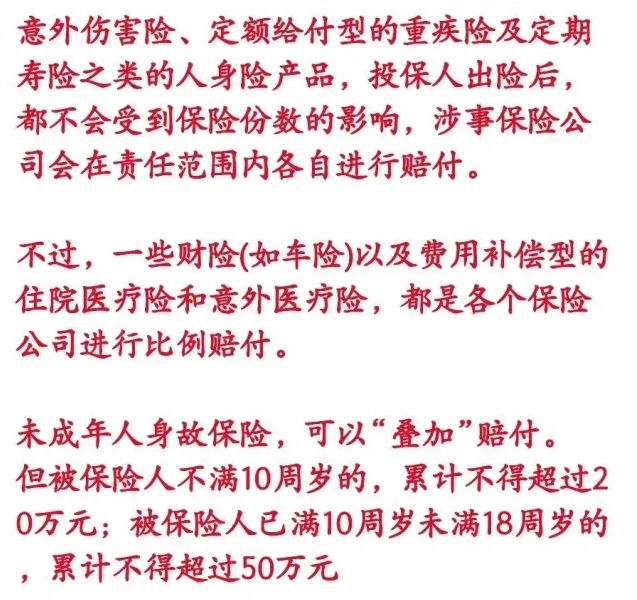 意外伤害险、定额给付型的重疾险及定期
寿险之类的人身险产品，投保人出险后，
都不会受到保险份数的影响，涉事保险公
司会在责任范围内各自进行赔付。
不过，一些财险(如车险)以及费用补偿型的
住院医疗险和意外医疗险，都是各个保险
公司进行比例赔付。
未成年人身故保险，可以“叠加”赔付。
但被保险人不满10周岁的，累计不得超过2
0万元；被保险人已满10周岁未满18周岁的
，累计不得超过50万元